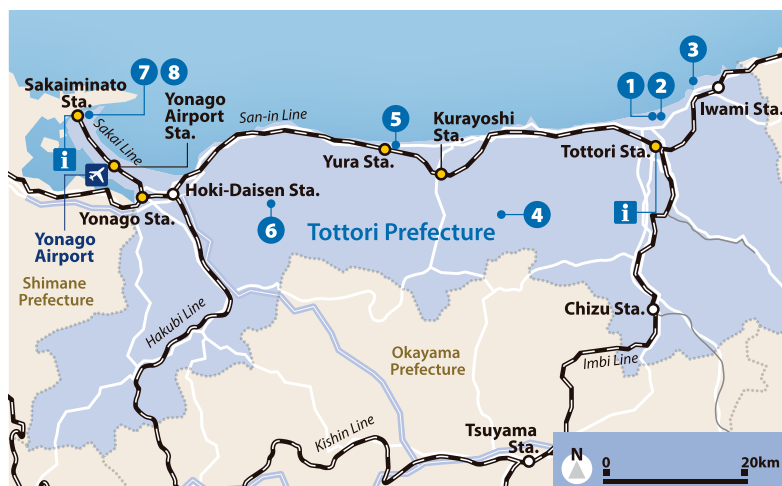 3
7 8
Sakaiminato
Sta.
Yonago
Airport
Sta.
1 2
Iwami Sta.
San-in Line
5
Kurayoshi
Sta.
Sakai Line
i
Yura Sta.
Tottori Sta.
Hoki-Daisen Sta.
Yonago Sta.
6
4
i
Tottori Prefecture
Yonago
Airport
Shimane
Prefecture
Hakubi Line
Chizu Sta.
Okayama
Prefecture
Imbi Line
Kishin Line
Tsuyama
Sta.
N
0 20km